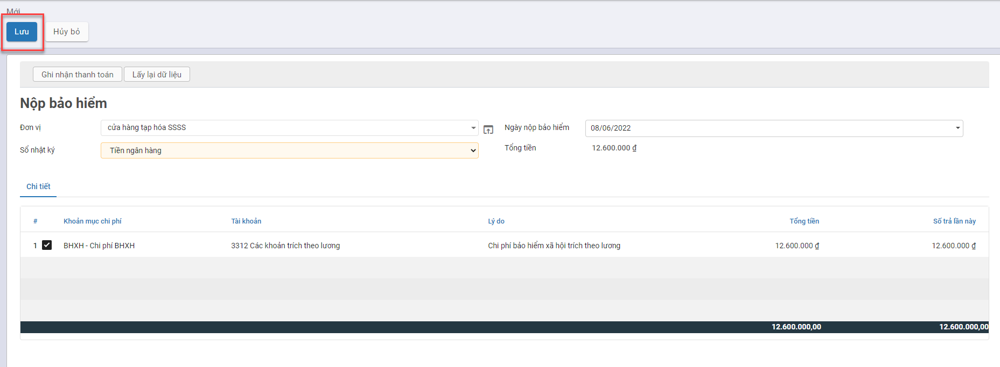 Mới
Lưu Hủy bỏ
Ghi nhận thanh toán Lấy lại dữ liệu
Nộp bảo hiểm
Đơn vị cửa hàng tạp hóa SSSS Ngày nộp bảo hiểm 08/06/2022
Sổ nhật ký Tiền ngân hàng Tổng tiền 12.600.000 ₫
Chi tiết
# Khoản mục chi phí Tài khoản Lý do Tổng tiền Số trả lần này
1 BHXH - Chi phí BHXH 3312 Các khoản trích theo lương Chi phí bảo hiểm xã hội trích theo lương 12.600.000 ₫ 12.600.000 ₫
12.600.000,00 12.600.000,00